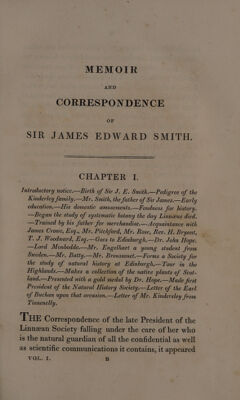 MEMOIR
AND
CORRESPONDENCE
OF
SIR JAMES EDWARD SMITH.
CHAPTER I.
Introductory notice.—Birth of Sir J. E. Smith.—Pedigree of the
Kinderley family.—Mr. Smith, the father of Sir James.—Early
education.—His domestic amusements.—Fondness for history.
—Began the study of systematic botany the day Linnæus died.
—Trained by his father for merchandise.—Acquaintance with
James Crowe, Esq., Mr. Pitchford, Mr. Rose, Rev. H. Bryant,
T. J. Woodward, Esq.—Goes to Edinburgh.—Dr. John Hope.
—Lord Monboddo.—Mr. Engelhart a young student from
Sweden.—Mr. Batty.—Mr. Broussonet.—Forms a Society for
the study of natural history at Edinburgh.—Tour in the
Highlands.—Makes a collection of the native plants of Scot-
land.—Presented with a gold medal by Dr. Hope.—Made first
President of the Natural History Society.—Letter of the Earl
of Buchan upon that occasion.—Letter of Mr. Kindersley from
Tinnevelly.
THE Correspondence of the late President of the
Linnæan Society falling under the care of her who
is the natural guardian of all the confidential as well
as scientific communications it contains, it appeared
VOL. I. B